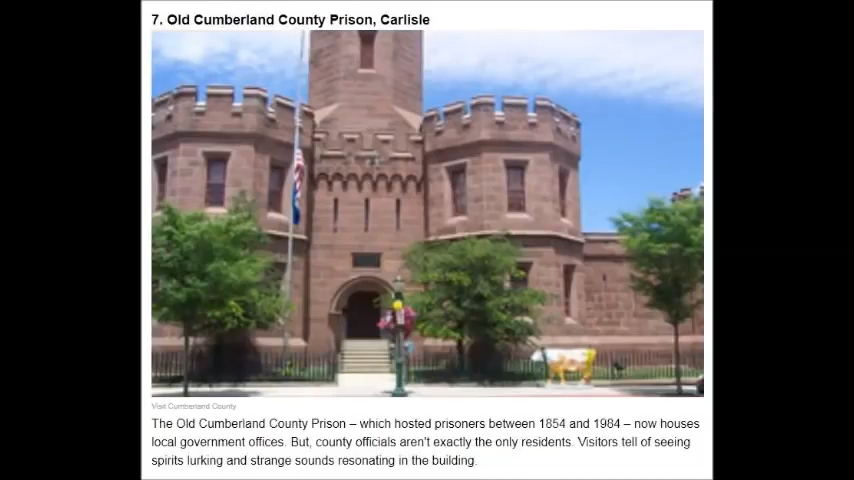 7. Old Cumberland County Prison, Carlisle
Visit Cumberland County
The Old Cumberland County Prison – which hosted prisoners between 1854 and 1984 – now houses
local government offices. But, county officials aren't exactly the only residents. Visitors tell of seeing
spirits lurking and strange sounds resonating in the building.